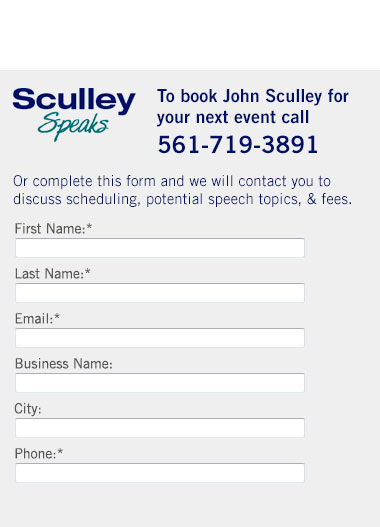 Sculley
Speaks
To book John Sculley for
your next event call
561-719-3891
Or complete this form and we will contact you to
discuss scheduling, potential speech topics, & fees.
First Name:*
Last Name:*
Email:*
Business Name:
City:
Phone:*